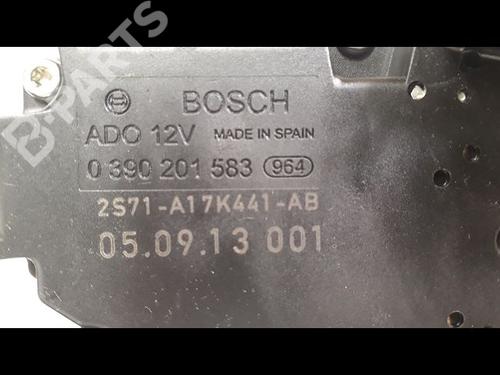 B-PARTS
BOSCH
ADO 12V MADE IN SPAIN
0 390 201 583 964
2S71-A17K441-AB
05.09.13 001